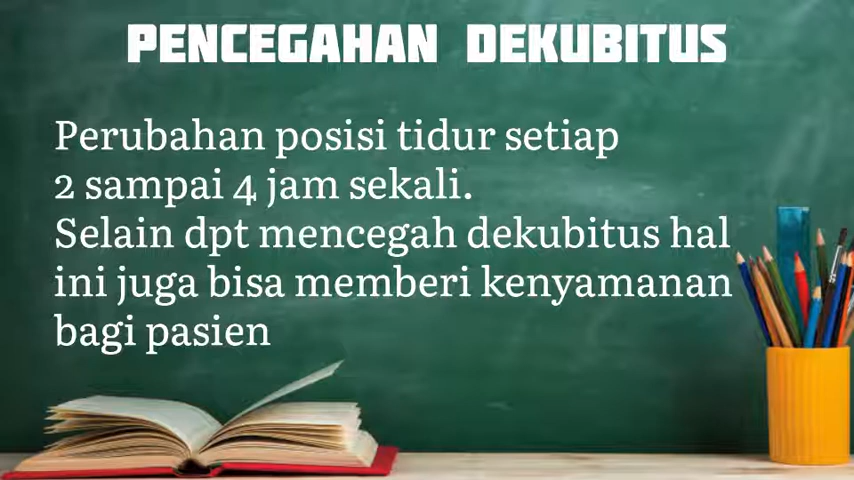 PENCEGAHAN DEKUBITUS
Perubahan posisi tidur setiap
2 sampai 4 jam sekali.
Selain dpt mencegah dekubitus hal
ini juga bisa memberi kenyamanan
bagi pasien